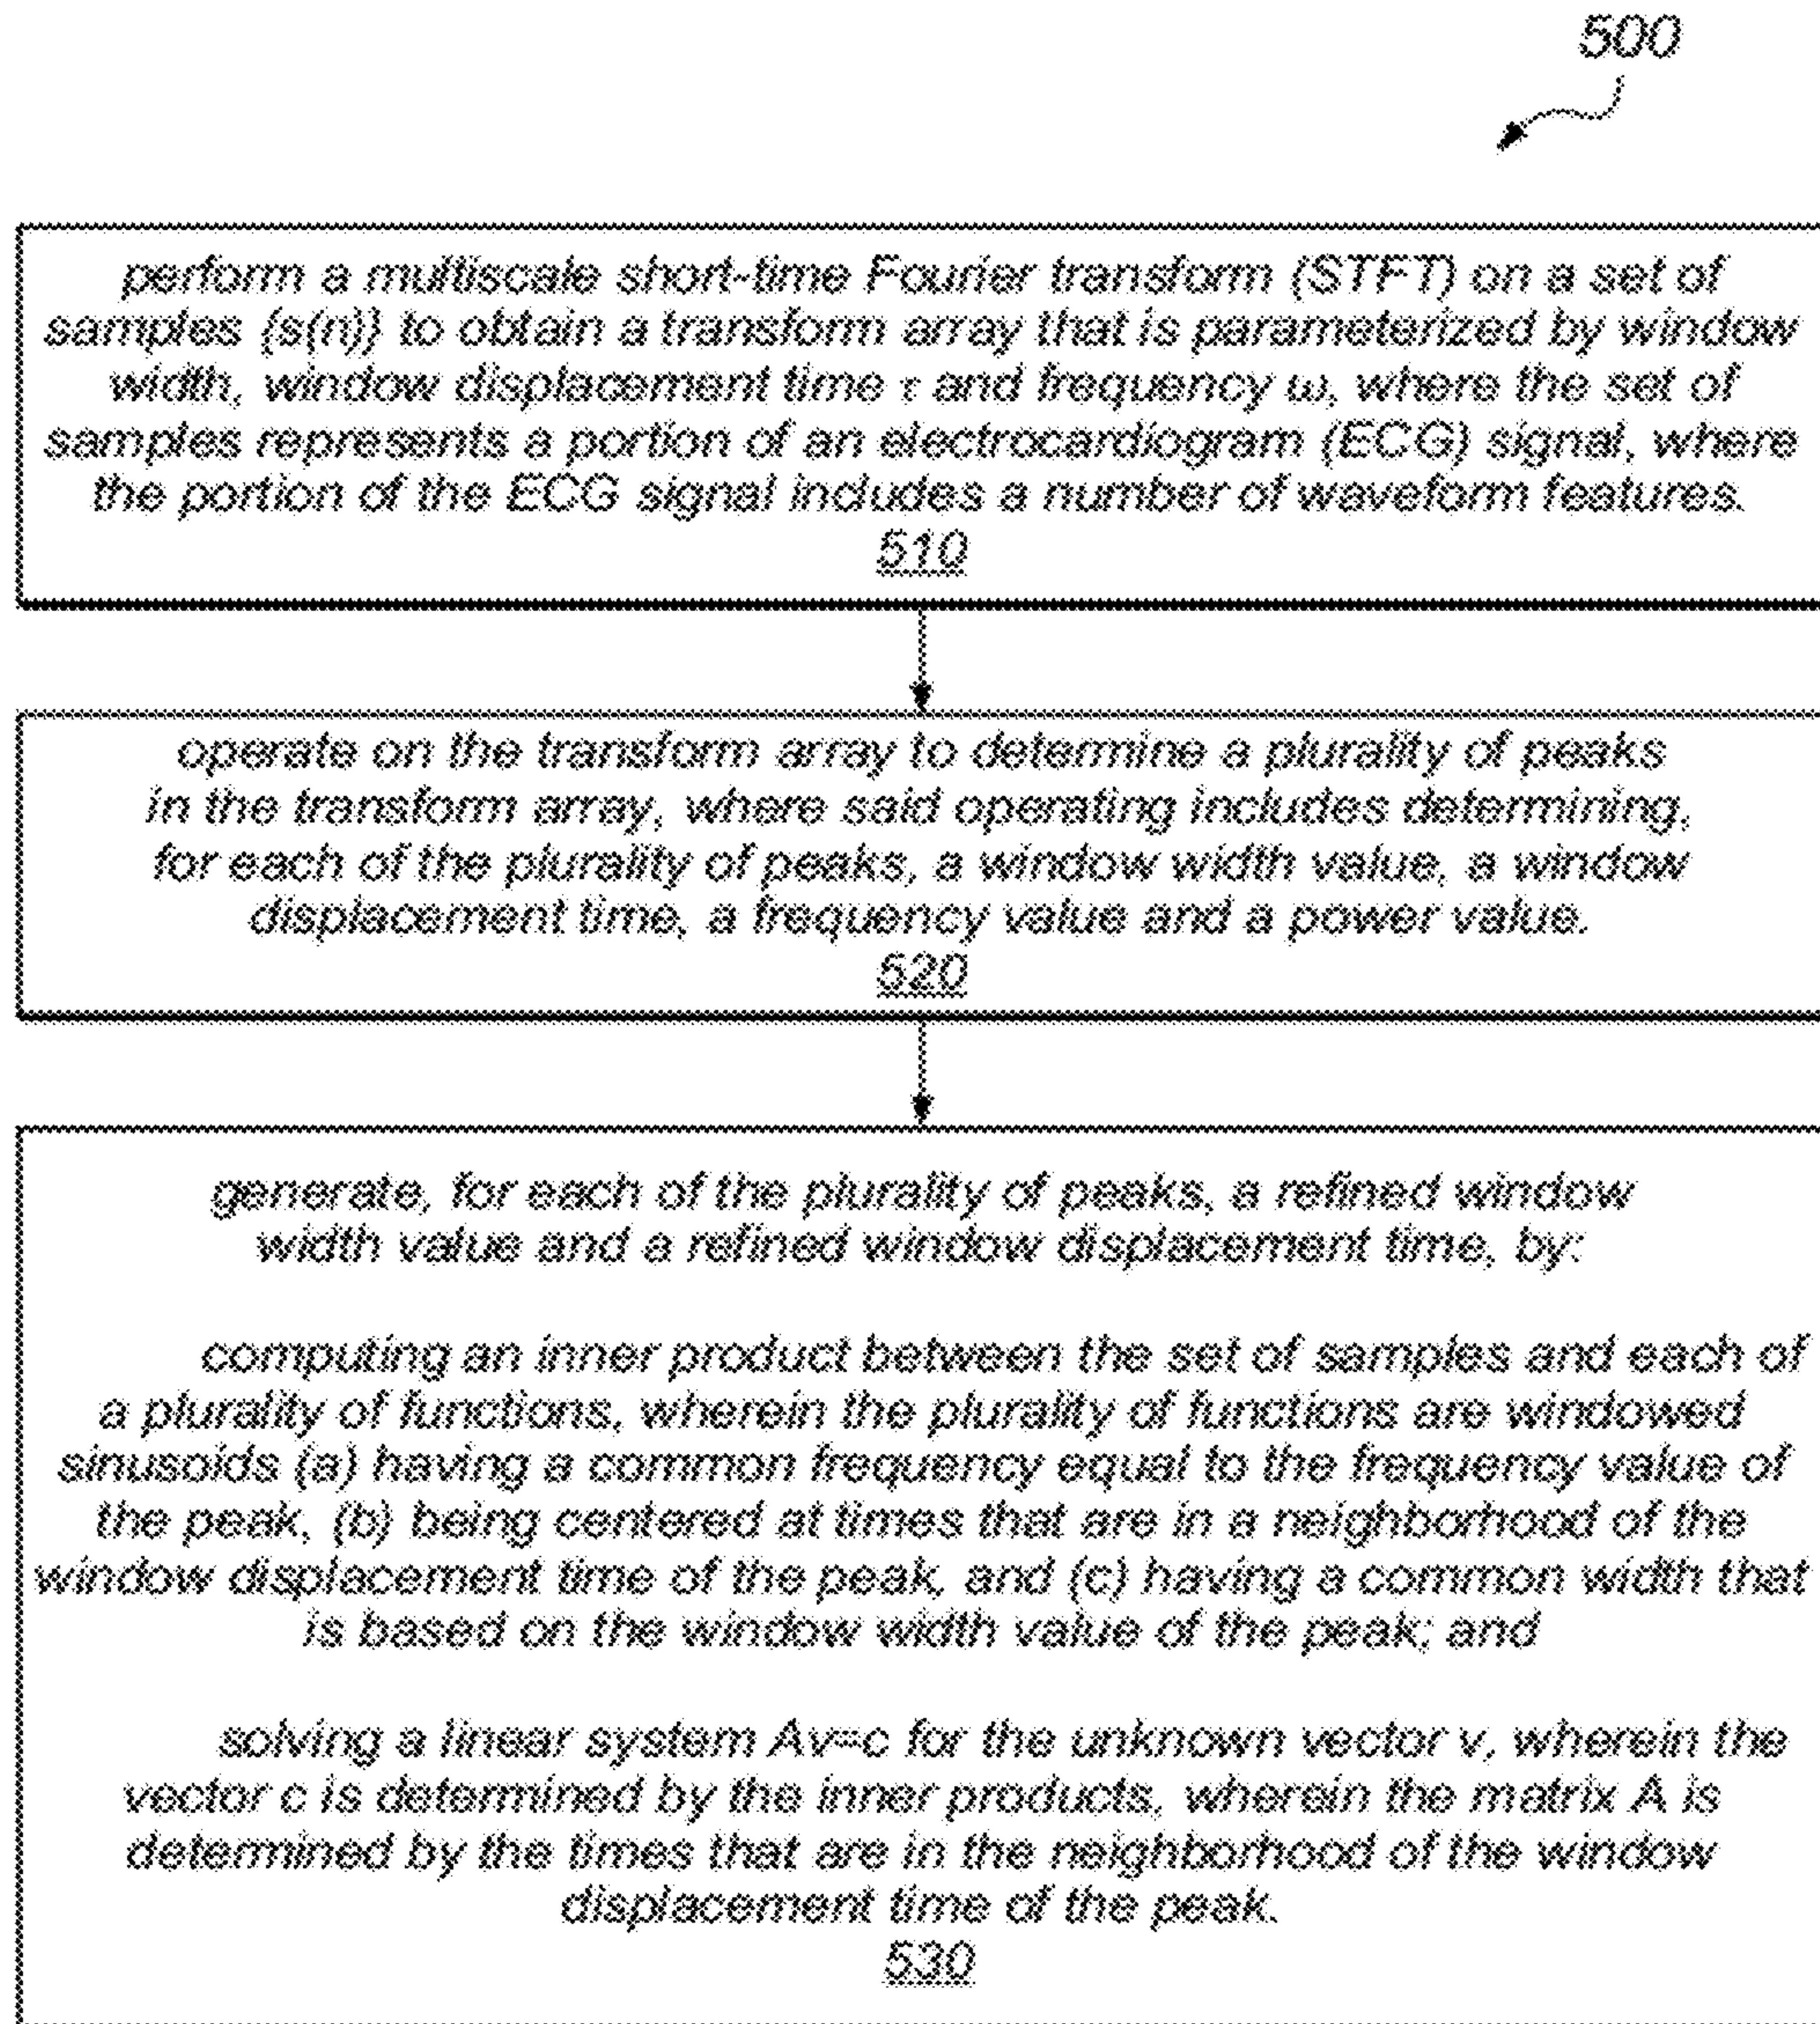 500
perform a multiscale short-time Fourier transform (STFT) on a set of
samples {s(n)} to obtain a transform array that is parameterized by window
width, window displacement time τ and frequency ω, where the set of
samples represents a portion of an electrocardiogram (ECG) signal, where
the portion of the ECG signal includes a number of waveform features.
510
operate on the transform array to determine a plurality of peaks
in the transform array, where said operating includes determining,
for each of the plurality of peaks, a window width value, a window
displacement time, a frequency value and a power value.
520
generate, for each of the plurality of peaks, a refined window
width value and a refined window displacement time, by:
computing an inner product between the set of samples and each of
a plurality of functions, wherein the plurality of functions are windowed
sinusoids (a) having a common frequency equal to the frequency value of
the peak, (b) being centered at times that are in a neighborhood of the
window displacement time of the peak, and (c) having a common width that
is based on the window width value of the peak; and
solving a linear system Av=c for the unknown vector v, wherein the
vector c is determined by the inner products, wherein the matrix A is
determined by the times that are in the neighborhood of the window
displacement time of the peak.
530